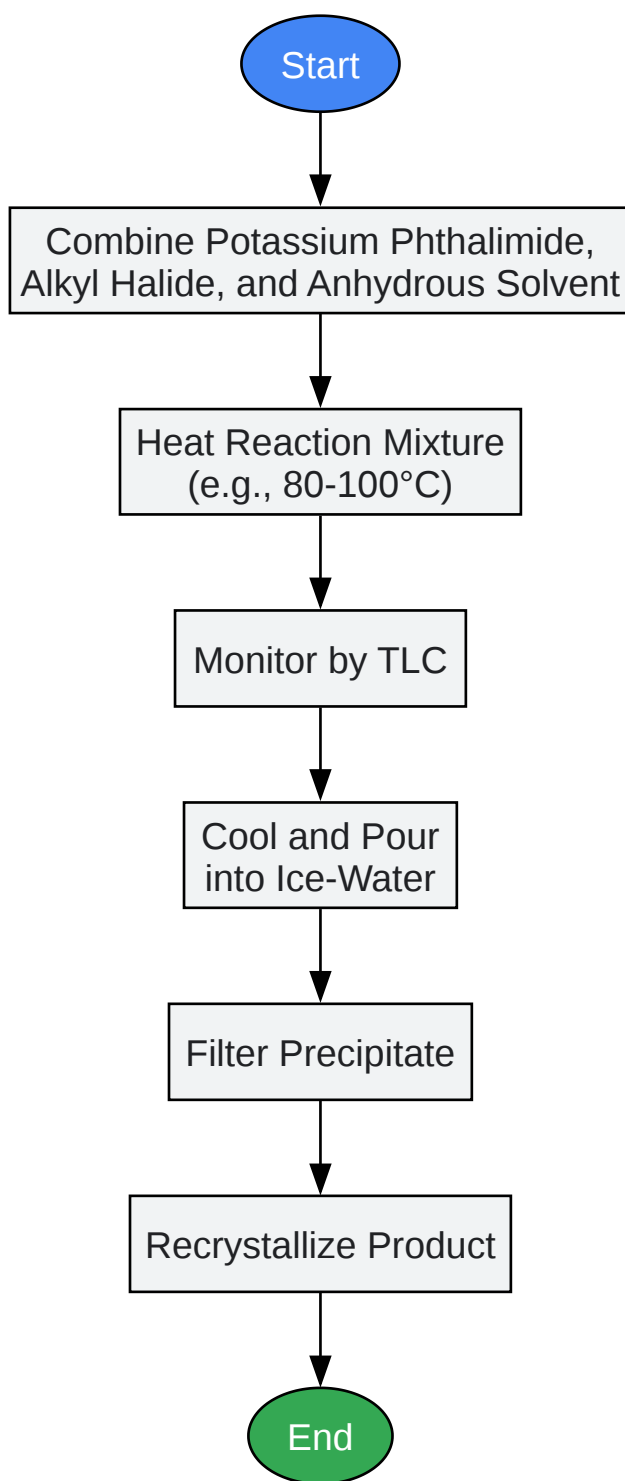 Start
Combine Potassium Phthalimide,
Alkyl Halide, and Anhydrous Solvent
Heat Reaction Mixture
(e.g., 80-100°C)
Monitor by TLC
Cool and Pour
into Ice-Water
Filter Precipitate
Recrystallize Product
End